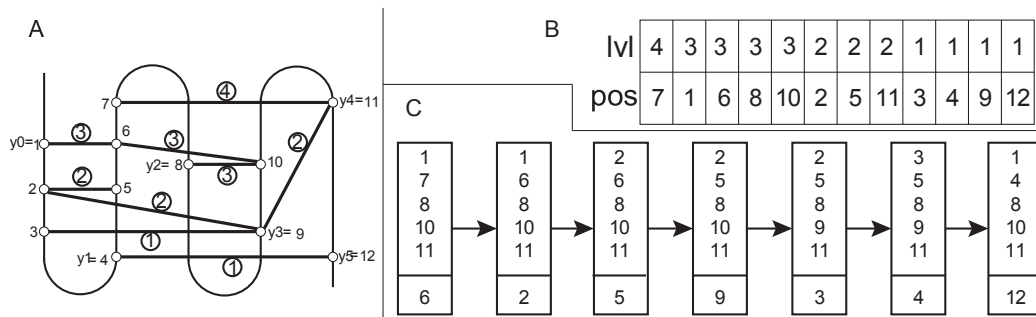 A
7
④
y4=11
y0=1
③
6
③
②
y2= 8
10
③
2
②
5
②
3
①
y3= 9
y1=4
①
y5=12
B
lvl 4 3 3 3 3 2 2 2 1 1 1 1
pos 7 1 6 8 10 2 5 11 3 4 9 12
C
1 1 2 2 2 3 1
7 6 6 5 5 5 4
8 8 8 8 8 8 8
10 10 10 10 9 9 10
11 11 11 11 11 11 11
6 2 5 9 3 4 12